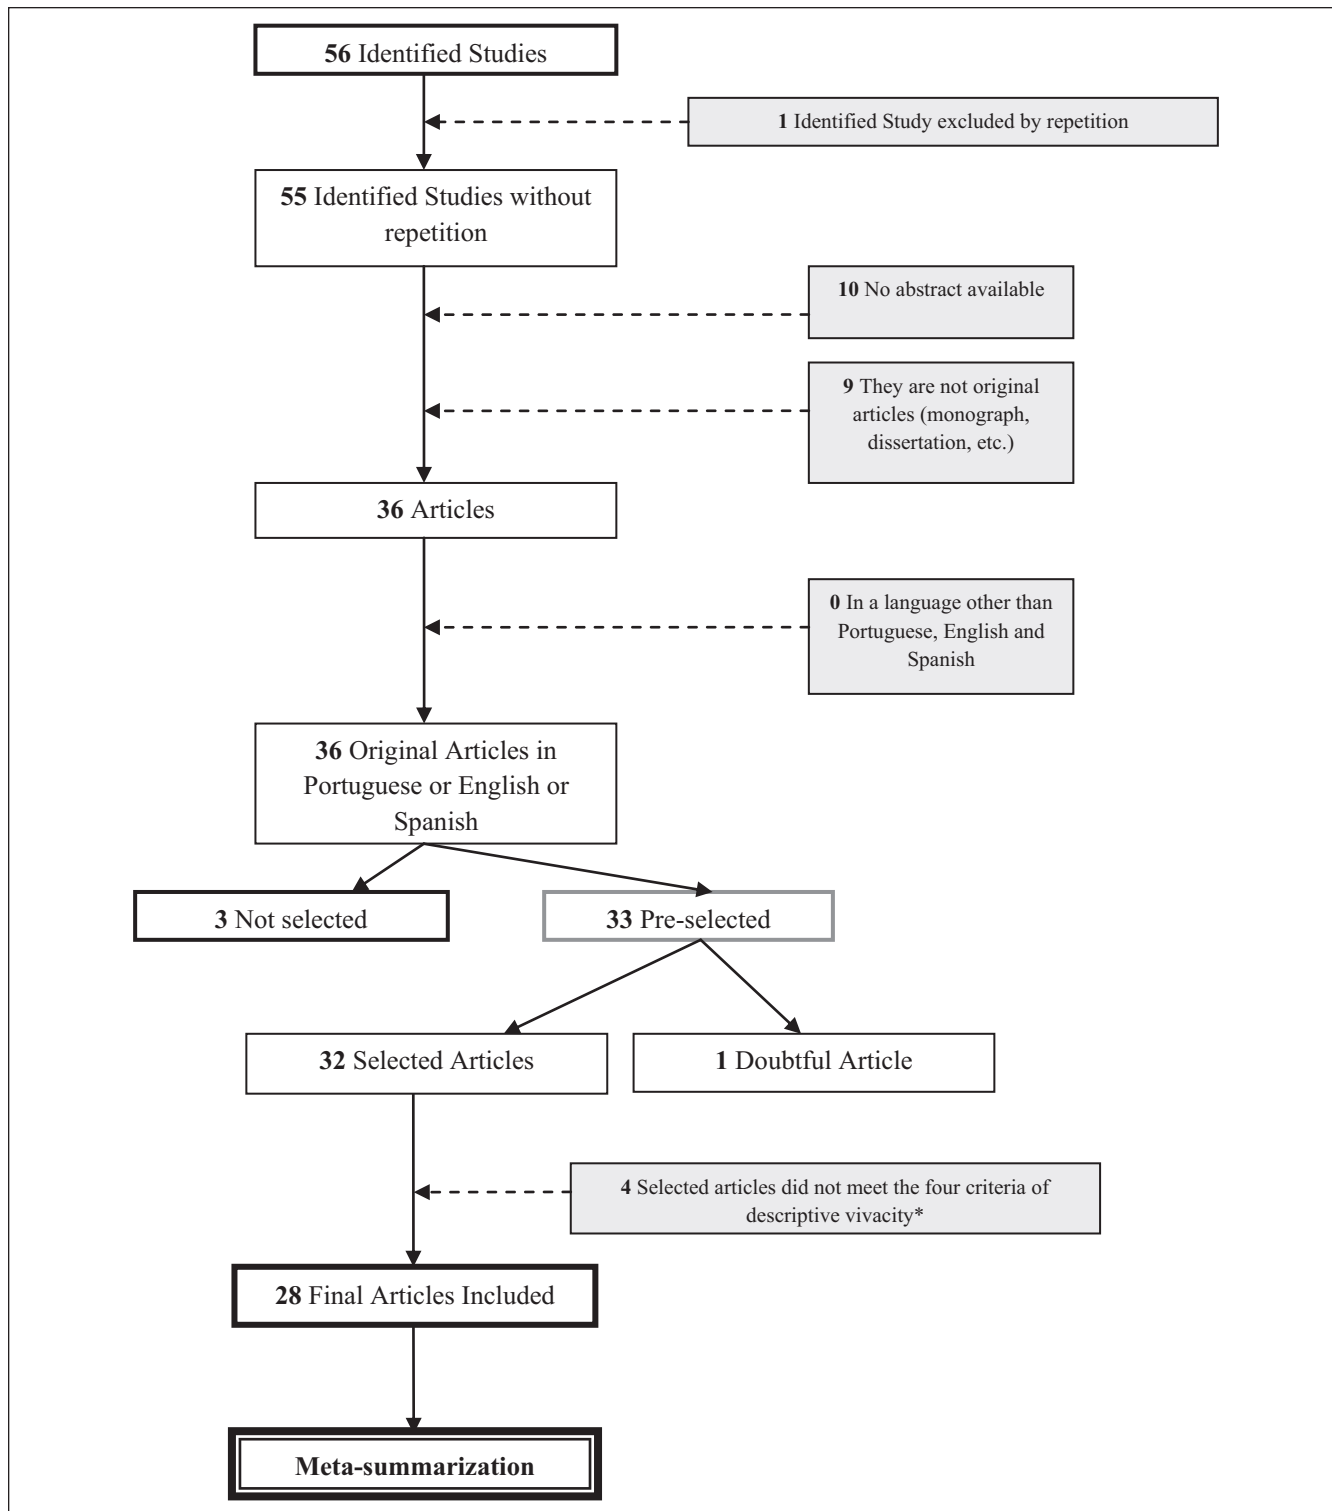 56 Identified Studies
1 Identified Study excluded by repetition
55 Identified Studies without
repetition
10 No abstract available
9 They are not original
articles (monograph,
dissertation, etc.)
36 Articles
0 In a language other than
Portuguese, English and
Spanish
36 Original Articles in
Portuguese or English or
Spanish
3 Not selected
33 Pre-selected
32 Selected Articles
1 Doubtful Article
4 Selected articles did not meet the four criteria of
descriptive vivacity*
28 Final Articles Included
Meta-summarization